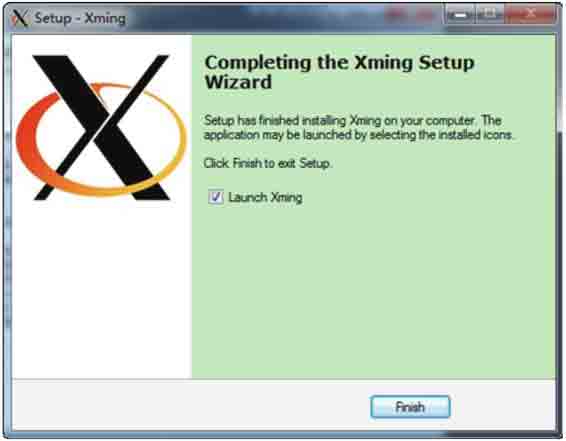 Setup - Xming
Completing the Xming Setup
Wizard
Setup has finished installing Xming on your computer. The
application may be launched by selecting the installed icons.
Click Finish to exit Setup.
Launch Xming
Finish